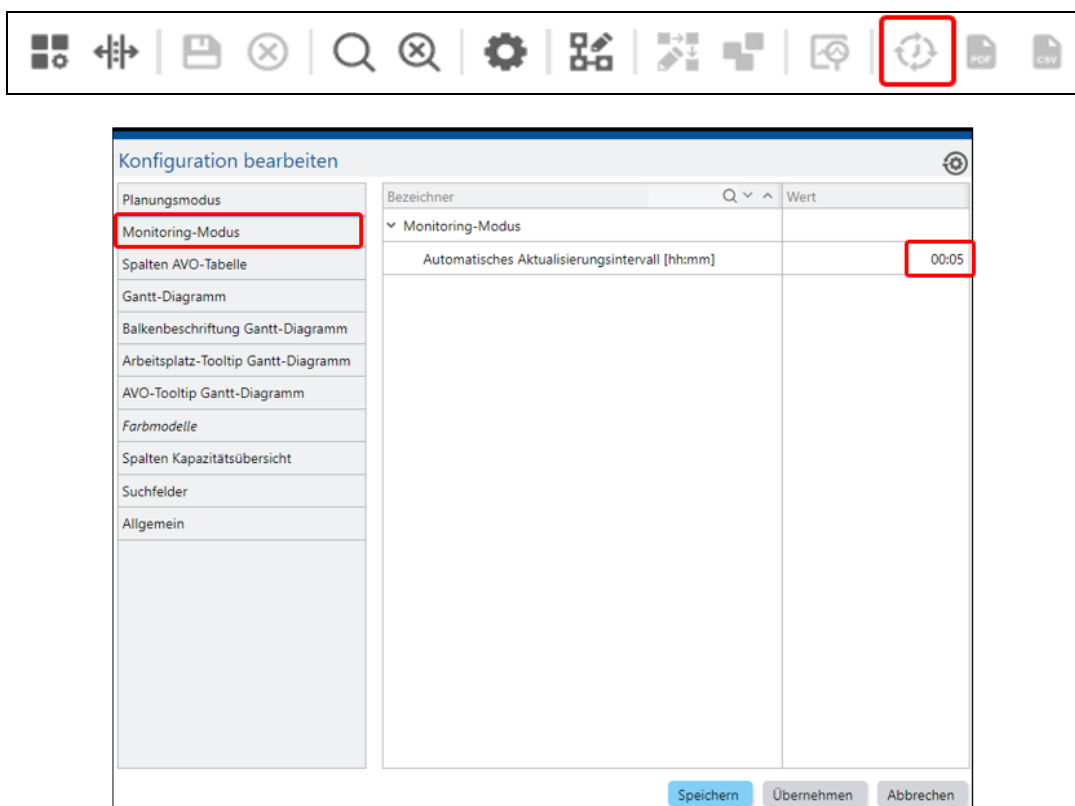 PDF
CSV
Konfiguration bearbeiten
Planungsmodus
Monitoring-Modus
Spalten AVO-Tabelle
Gantt-Diagramm
Balkenbeschriftung Gantt-Diagramm
Arbeitsplatz-Tooltip Gantt-Diagramm
AVO-Tooltip Gantt-Diagramm
Farbmodelle
Spalten Kapazitätsübersicht
Suchfelder
Allgemein
Bezeichner Wert
Monitoring-Modus
Automatisches Aktualisierungsintervall [hh:mm] 00:05
Speichern Übernehmen Abbrechen